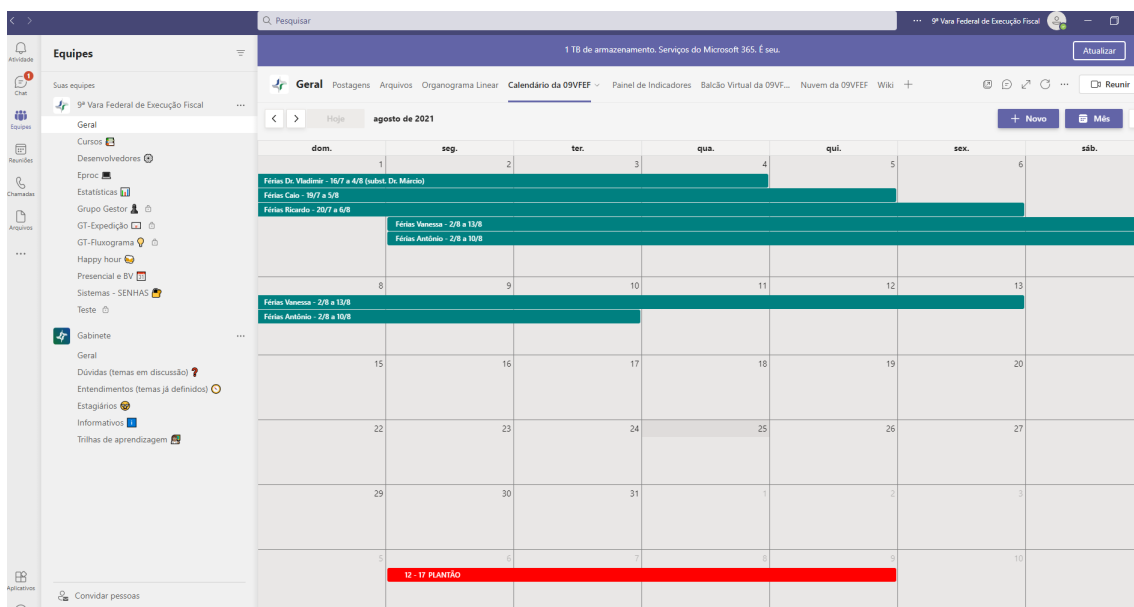 Pesquisar
9ª Vara Federal de Execução Fiscal
Atividade
1
Chat
Equipes
Reuniões
Chamadas
Arquivos
Aplicativos
Equipes
Suas equipes
9ª Vara Federal de Execução Fiscal
Geral
Cursos
Desenvolvedores
Eproc
Estatísticas
Grupo Gestor
GT-Expedição
GT-Fluxograma
Happy hour
Presencial e BV
Sistemas - SENHAS
Teste
Gabinete
Geral
Dúvidas (temas em discussão)
Entendimentos (temas já definidos)
Estagiários
Informativos
Trilhas de aprendizagem
Convidar pessoas
1 TB de armazenamento. Serviços do Microsoft 365. É seu.
Atualizar
Geral Postagens Arquivos Organograma Linear Calendário da 09VFEF Painel de Indicadores Balcão Virtual da 09VF... Nuvem da 09VFEF Wiki
Reunir
Hoje agosto de 2021
+ Novo Mês
dom. seg. ter. qua. qui. sex. sáb.
1 2 3 4 5 6
Férias Dr. Vladimir - 16/7 a 4/8 (subst. Dr. Márcio)
Férias Caio - 19/7 a 5/8
Férias Ricardo - 20/7 a 6/8
Férias Vanessa - 2/8 a 13/8
Férias Antônio - 2/8 a 10/8
8 9 10 11 12 13
Férias Vanessa - 2/8 a 13/8
Férias Antônio - 2/8 a 10/8
15 16 17 18 19 20
22 23 24 25 26 27
29 30 31 1 2 3
5 6 7 8 9 10
12 - 17 PLANTÃO